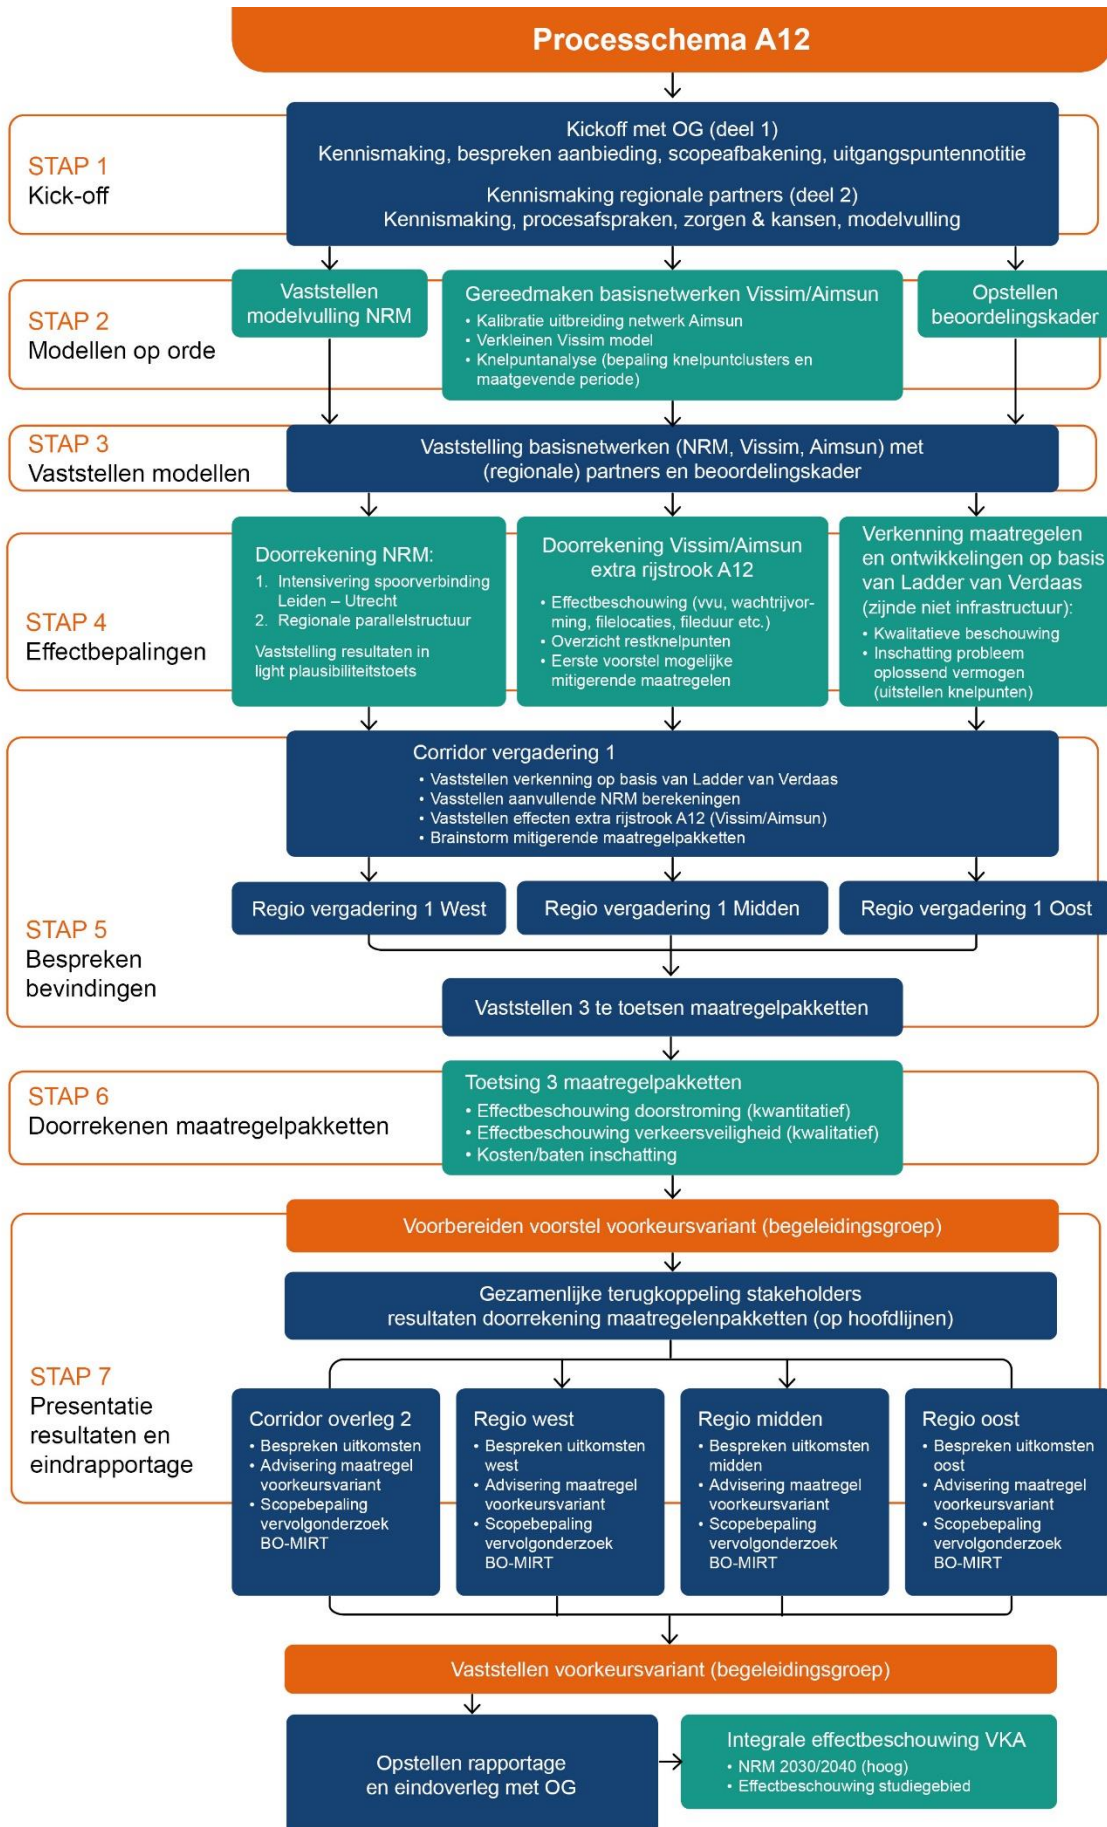 Processchema A12
STAP 1
Kick-off
Kickoff met OG (deel 1)
Kennismaking, bespreken aanbieding, scopeafbakening, uitgangspuntennotitie
Kennismaking regionale partners (deel 2)
Kennismaking, procesafspraken, zorgen & kansen, modelvulling
STAP 2
Modellen op orde
Vaststellen
modelvulling NRM
Gereedmaken basisnetwerken Vissim/Aimsun
• Kalibratie uitbreiding netwerk Aimsun
• Verkleinen Vissim model
• Knelpuntanalyse (bepaling knelpuntclusters en
maatgevende periode)
Opstellen
beoordelingskader
STAP 3
Vaststellen modellen
Vaststelling basisnetwerken (NRM, Vissim, Aimsun) met
(regionale) partners en beoordelingskader
STAP 4
Effectbepalingen
Doorrekening NRM:
1. Intensivering spoorverbinding
Leiden – Utrecht
2. Regionale parallelstructuur
Vaststelling resultaten in
light plausibiliteitstoets
Doorrekening Vissim/Aimsun
extra rijstrook A12
• Effectbeschouwing (vvu, wachtrijvor-
ming, filelocaties, fileduur etc.)
• Overzicht restknelpunten
• Eerste voorstel mogelijke
mitigerende maatregelen
Verkenning maatregelen
en ontwikkelingen op basis
van Ladder van Verdaas
(zijnde niet infrastructuur):
• Kwalitatieve beschouwing
• Inschatting probleem
oplossend vermogen
(uitstellen knelpunten)
STAP 5
Bespreken
bevindingen
Corridor vergadering 1
• Vaststellen verkenning op basis van Ladder van Verdaas
• Vasstellen aanvullende NRM berekeningen
• Vaststellen effecten extra rijstrook A12 (Vissim/Aimsun)
• Brainstorm mitigerende maatregelpakketten
Regio vergadering 1 West
Regio vergadering 1 Midden
Regio vergadering 1 Oost
Vaststellen 3 te toetsen maatregelpakketten
STAP 6
Doorrekenen maatregelpakketten
Toetsing 3 maatregelpakketten
• Effectbeschouwing doorstroming (kwantitatief)
• Effectbeschouwing verkeersveiligheid (kwalitatief)
• Kosten/baten inschatting
STAP 7
Presentatie
resultaten en
eindrapportage
Voorbereiden voorstel voorkeursvariant (begeleidingsgroep)
Gezamenlijke terugkoppeling stakeholders
resultaten doorrekening maatregelenpakketten (op hoofdlijnen)
Corridor overleg 2
• Bespreken uitkomsten
• Advisering maatregel
voorkeursvariant
• Scopebepaling
vervolgonderzoek
BO-MIRT
Regio west
• Bespreken uitkomsten
west
• Advisering maatregel
voorkeursvariant
• Scopebepaling
vervolgonderzoek
BO-MIRT
Regio midden
• Bespreken uitkomsten
midden
• Advisering maatregel
voorkeursvariant
• Scopebepaling
vervolgonderzoek
BO-MIRT
Regio oost
• Bespreken uitkomsten
oost
• Advisering maatregel
voorkeursvariant
• Scopebepaling
vervolgonderzoek
BO-MIRT
Vaststellen voorkeursvariant (begeleidingsgroep)
Opstellen rapportage
en eindoverleg met OG
Integrale effectbeschouwing VKA
• NRM 2030/2040 (hoog)
• Effectbeschouwing studiegebied